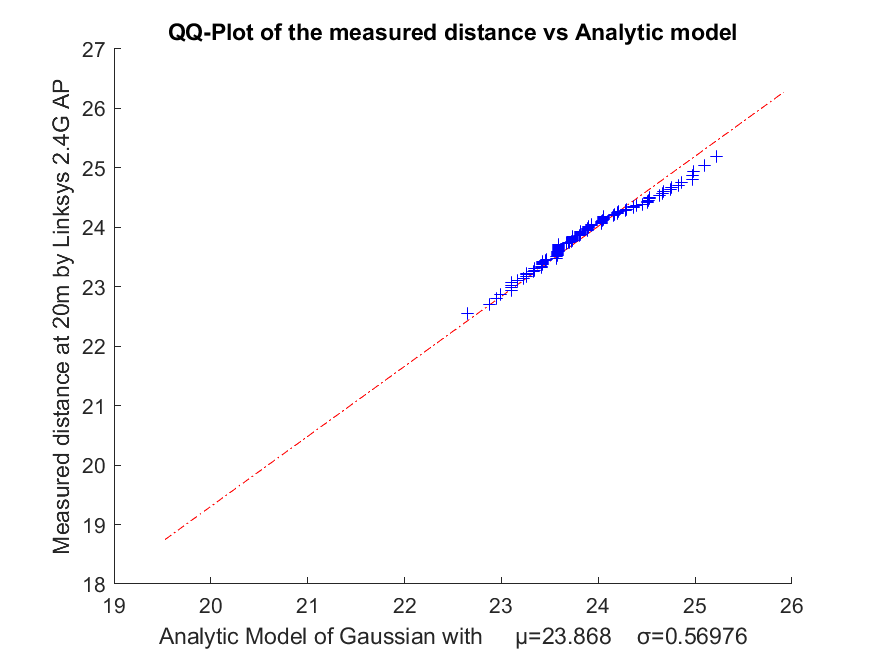 QQ-Plot of the measured distance vs Analytic model
27
26
25
24
23
22
21
20
19
18
Measured distance at 20m by Linksys 2.4G AP
19 20 21 22 23 24 25 26
Analytic Model of Gaussian with μ=23.868 σ=0.56976